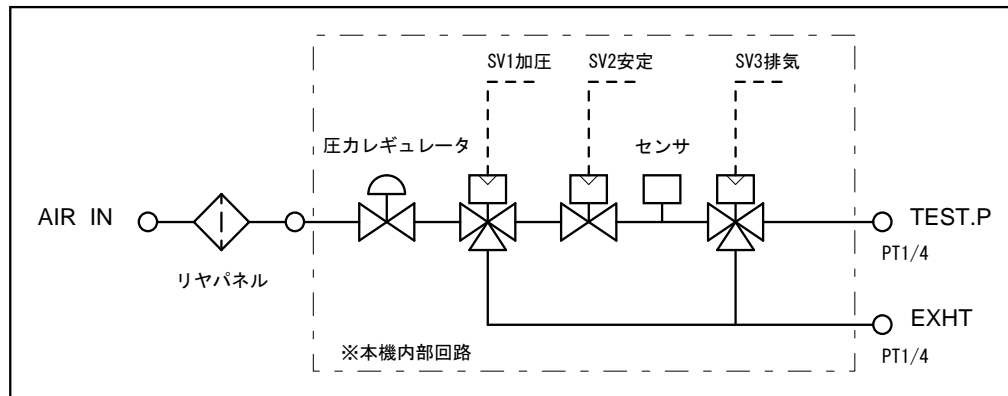 SV1加圧
SV2安定
SV3排気
圧力レギュレータ
センサ
AIR IN
TEST.P
リヤパネル
PT1/4
EXHT
※本機内部回路
PT1/4